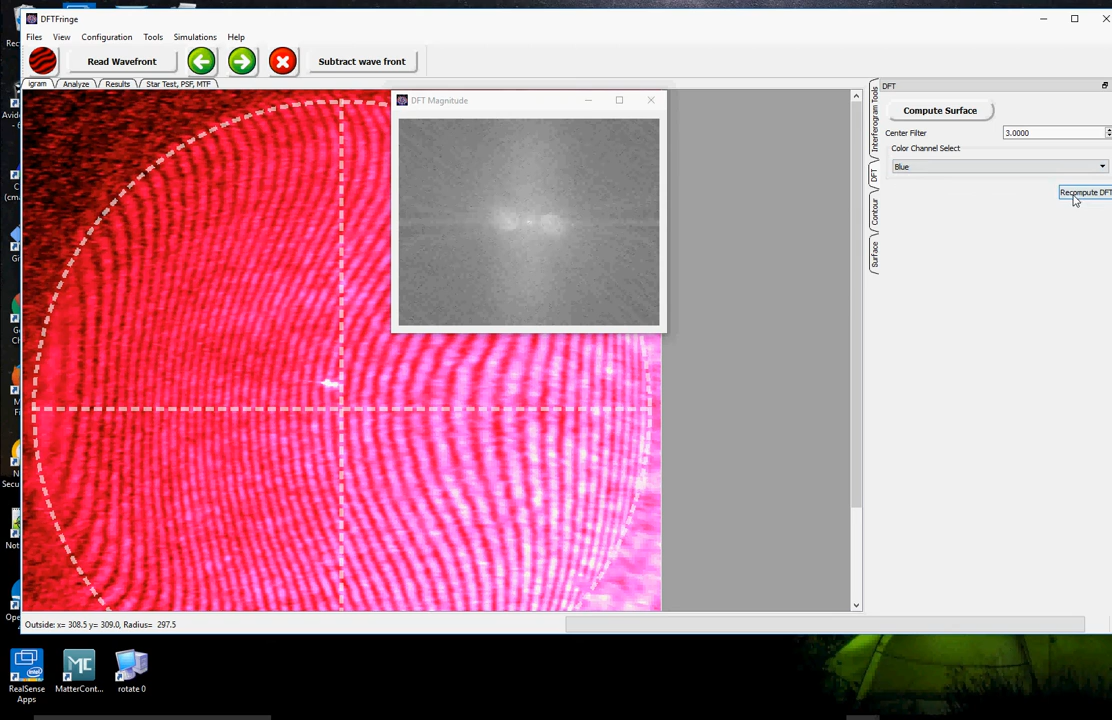 DFTFringe
Files View Configuration Tools Simulations Help
Read Wavefront
Subtract wave front
igram Analyze Results Star Test, PSF, MTF
DFT Magnitude
DFT
Compute Surface
Center Filter 3.0000
Color Channel Select
Blue
Recompute DFT
Interferogram Tools
DFT
Contour
Surface
Outside: x= 308.5 y= 309.0, Radius= 297.5
RealSense Apps
MatterCont...
rotate 0